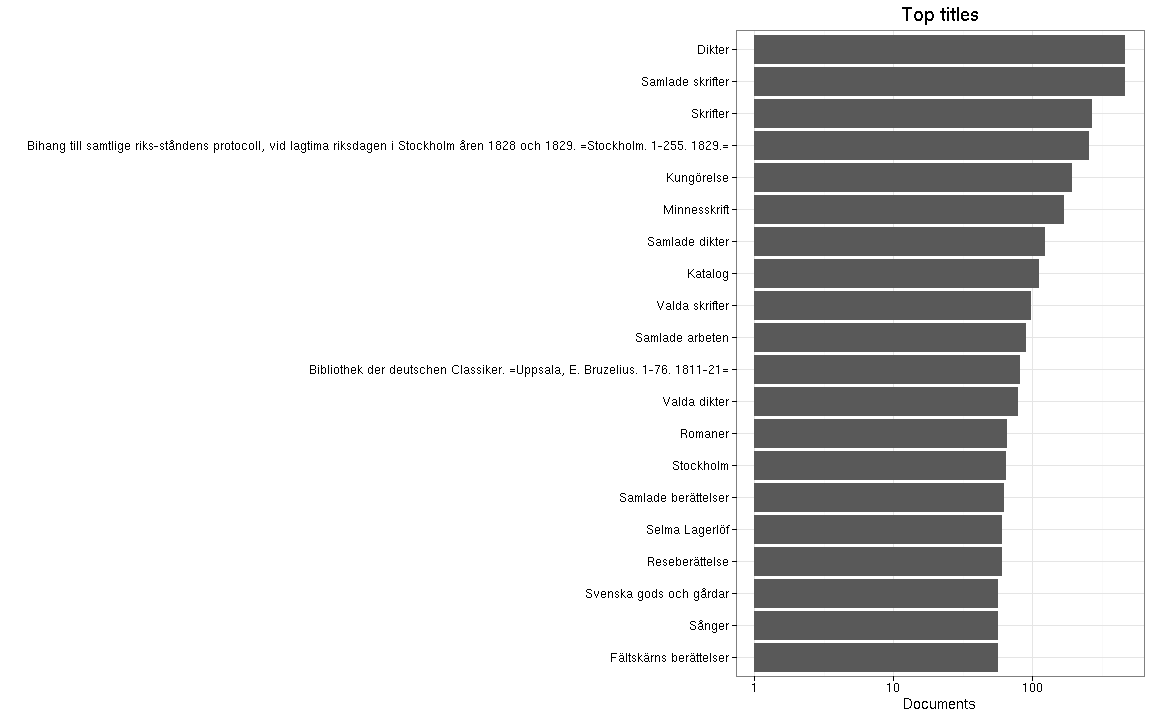 Top titles
Dikter
Samlade skrifter
Skrifter
Bihang till samtlige riks-ståndens protocoll, vid lagtima riksdagen i Stockholm åren 1828 och 1829. =Stockholm. 1-255. 1829.=
Kungörelse
Minnesskrift
Samlade dikter
Katalog
Valda skrifter
Samlade arbeten
Bibliothek der deutschen Classiker. =Uppsala, E. Bruzelius. 1-76. 1811-21=
Valda dikter
Romaner
Stockholm
Samlade berättelser
Selma Lagerlöf
Reseberättelse
Svenska gods och gårdar
Sånger
Fältskärns berättelser
1 10 100
Documents